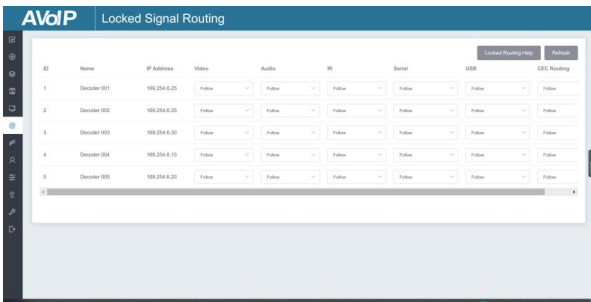 AVoIP Locked Signal Routing
Locked Routing Help Refresh
ID Name IP Address Video Audio IR Serial USB CEC Routing
1 Decoder 001 169.254.6.25 Follow Follow Follow Follow Follow Follow
2 Decoder 002 169.254.6.35 Follow Follow Follow Follow Follow Follow
3 Decoder 003 169.254.6.30 Follow Follow Follow Follow Follow Follow
4 Decoder 004 169.254.6.15 Follow Follow Follow Follow Follow Follow
5 Decoder 005 169.254.6.20 Follow Follow Follow Follow Follow Follow